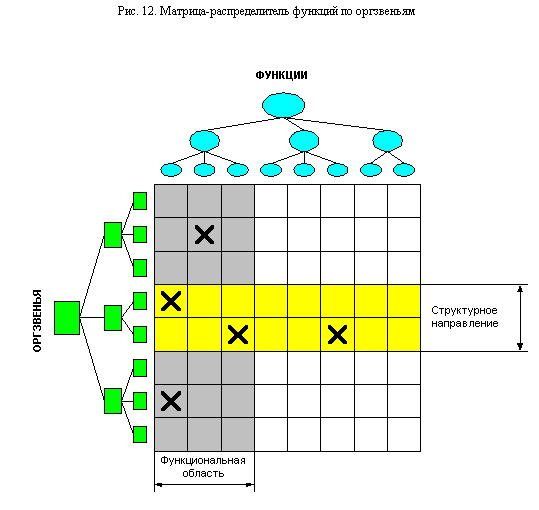 Рис. 12. Матрица-распределитель функций по оргзвеньям
ФУНКЦИИ
ОРГЗВЕНЬЯ
Структурное
направление
Функциональная
область